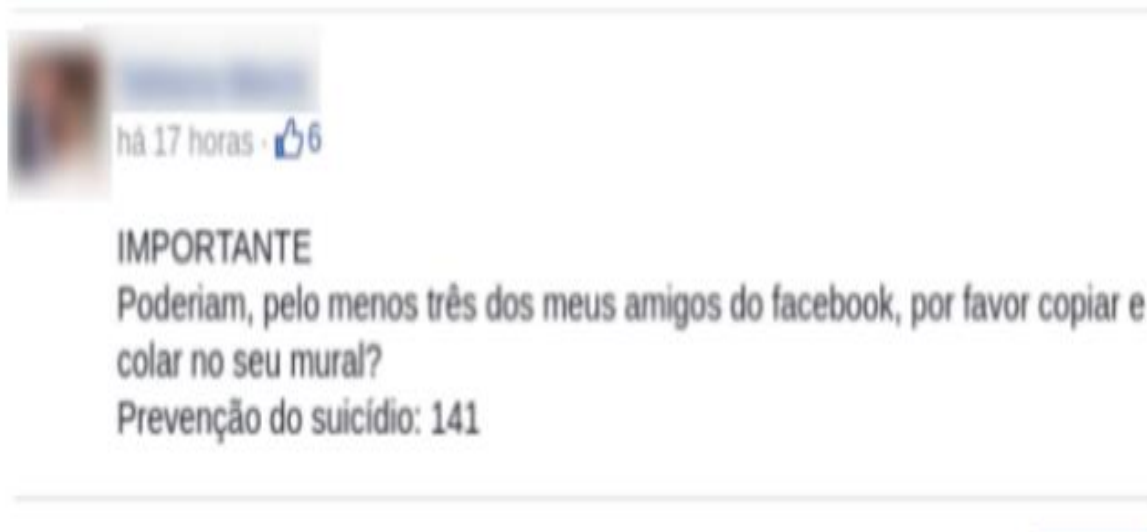 há 17 horas · 6
IMPORTANTE
Poderiam, pelo menos três dos meus amigos do facebook, por favor copiar e
colar no seu mural?
Prevenção do suicídio: 141